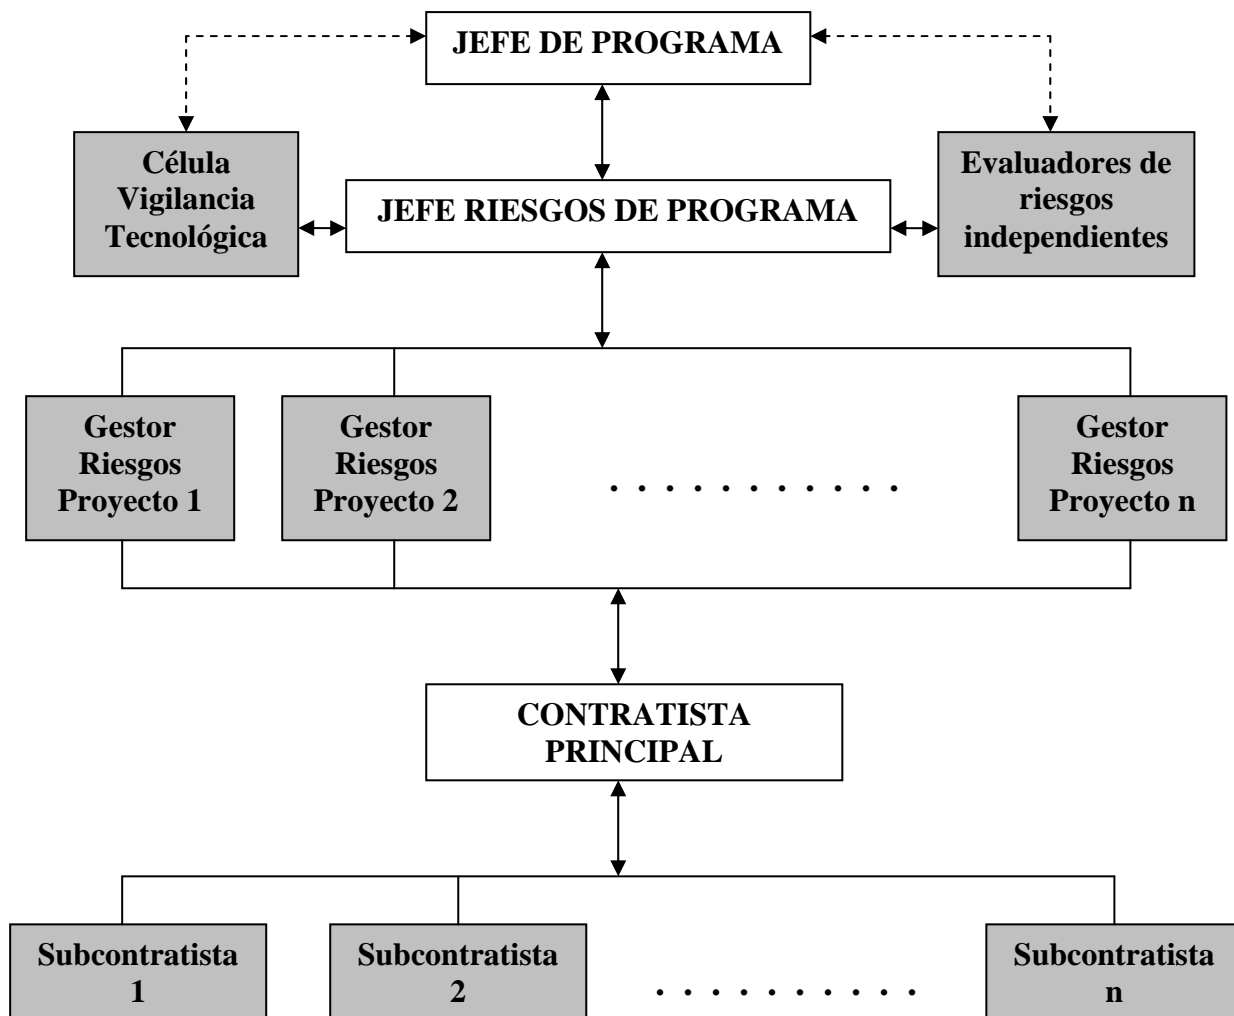 JEFE DE PROGRAMA
Célula
Vigilancia
Tecnológica
JEFE RIESGOS DE PROGRAMA
Evaluadores de
riesgos
independientes
Gestor
Riesgos
Proyecto 1
Gestor
Riesgos
Proyecto 2
. . . . . . . . . . .
Gestor
Riesgos
Proyecto n
CONTRATISTA
PRINCIPAL
Subcontratista
1
Subcontratista
2
. . . . . . . . . .
Subcontratista
n